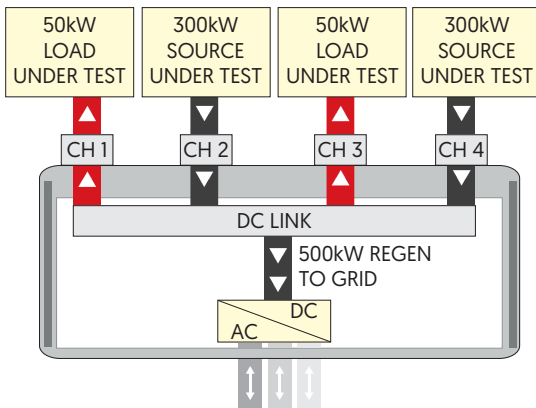 50kW
LOAD
UNDER TEST
300kW
SOURCE
UNDER TEST
50kW
LOAD
UNDER TEST
300kW
SOURCE
UNDER TEST
CH 1
CH 2
CH 3
CH 4
DC LINK
500kW REGEN
TO GRID
DC
AC